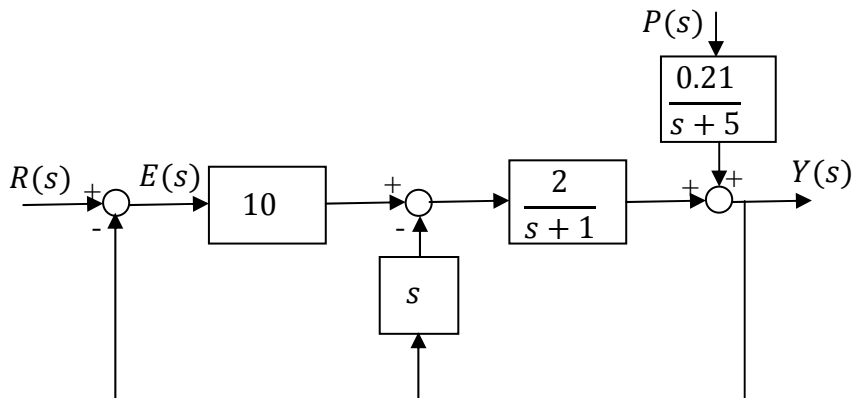 P(s)
0.21
s + 5
R(s)
+
E(s)
10
+
2
s + 1
+
+
Y(s)
-
-
s